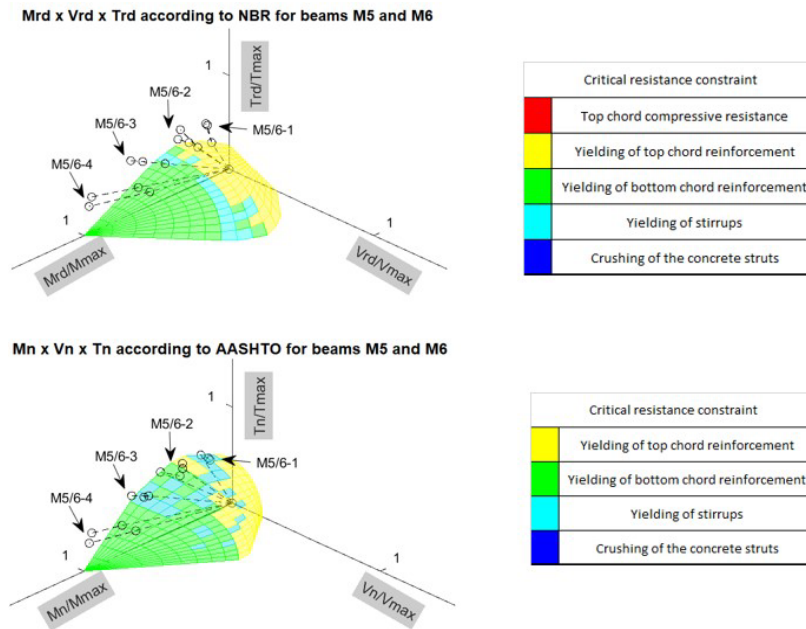 Mrd x Vrd x Trd according to NBR for beams M5 and M6
1
Trd/Tmax
M5/6-2
M5/6-1
M5/6-3
M5/6-4
1
1
Mrd/Mmax
Vrd/Vmax
Critical resistance constraint
Top chord compressive resistance
Yielding of top chord reinforcement
Yielding of bottom chord reinforcement
Yielding of stirrups
Crushing of the concrete struts
Mn x Vn x Tn according to AASHTO for beams M5 and M6
1
Tn/Tmax
M5/6-2
M5/6-3
M5/6-1
M5/6-4
1
1
Mn/Mmax
Vn/Vmax
Critical resistance constraint
Yielding of top chord reinforcement
Yielding of bottom chord reinforcement
Yielding of stirrups
Crushing of the concrete struts